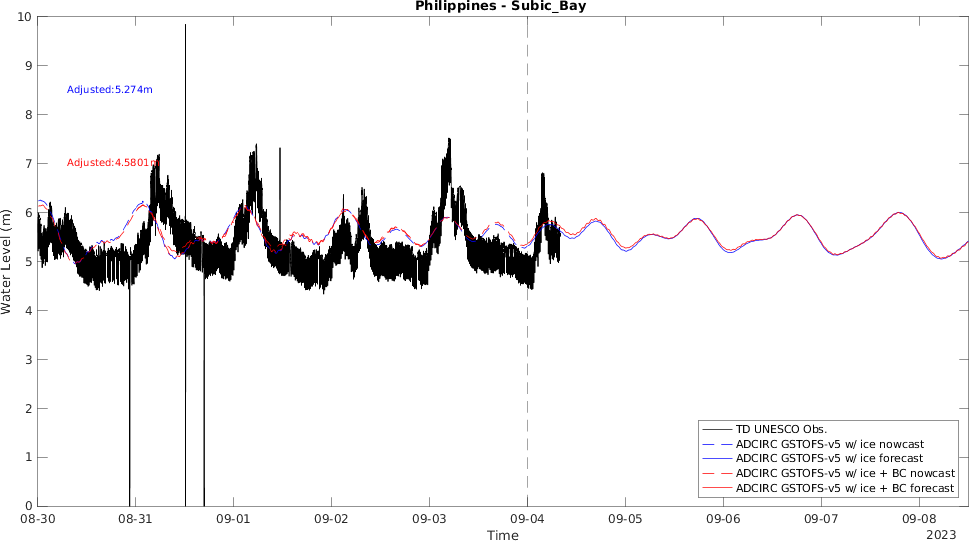 Philippines - Subic_Bay
10
9
8
7
6
5
4
3
2
1
0
Water Level (m)
Adjusted:5.274m
Adjusted:4.5801m
TD UNESCO Obs.
ADCIRC GSTOFS-v5 w/ ice nowcast
ADCIRC GSTOFS-v5 w/ ice forecast
ADCIRC GSTOFS-v5 w/ ice + BC nowcast
ADCIRC GSTOFS-v5 w/ ice + BC forecast
08-30 08-31 09-01 09-02 09-03 09-04 09-05 09-06 09-07 09-08
Time
2023